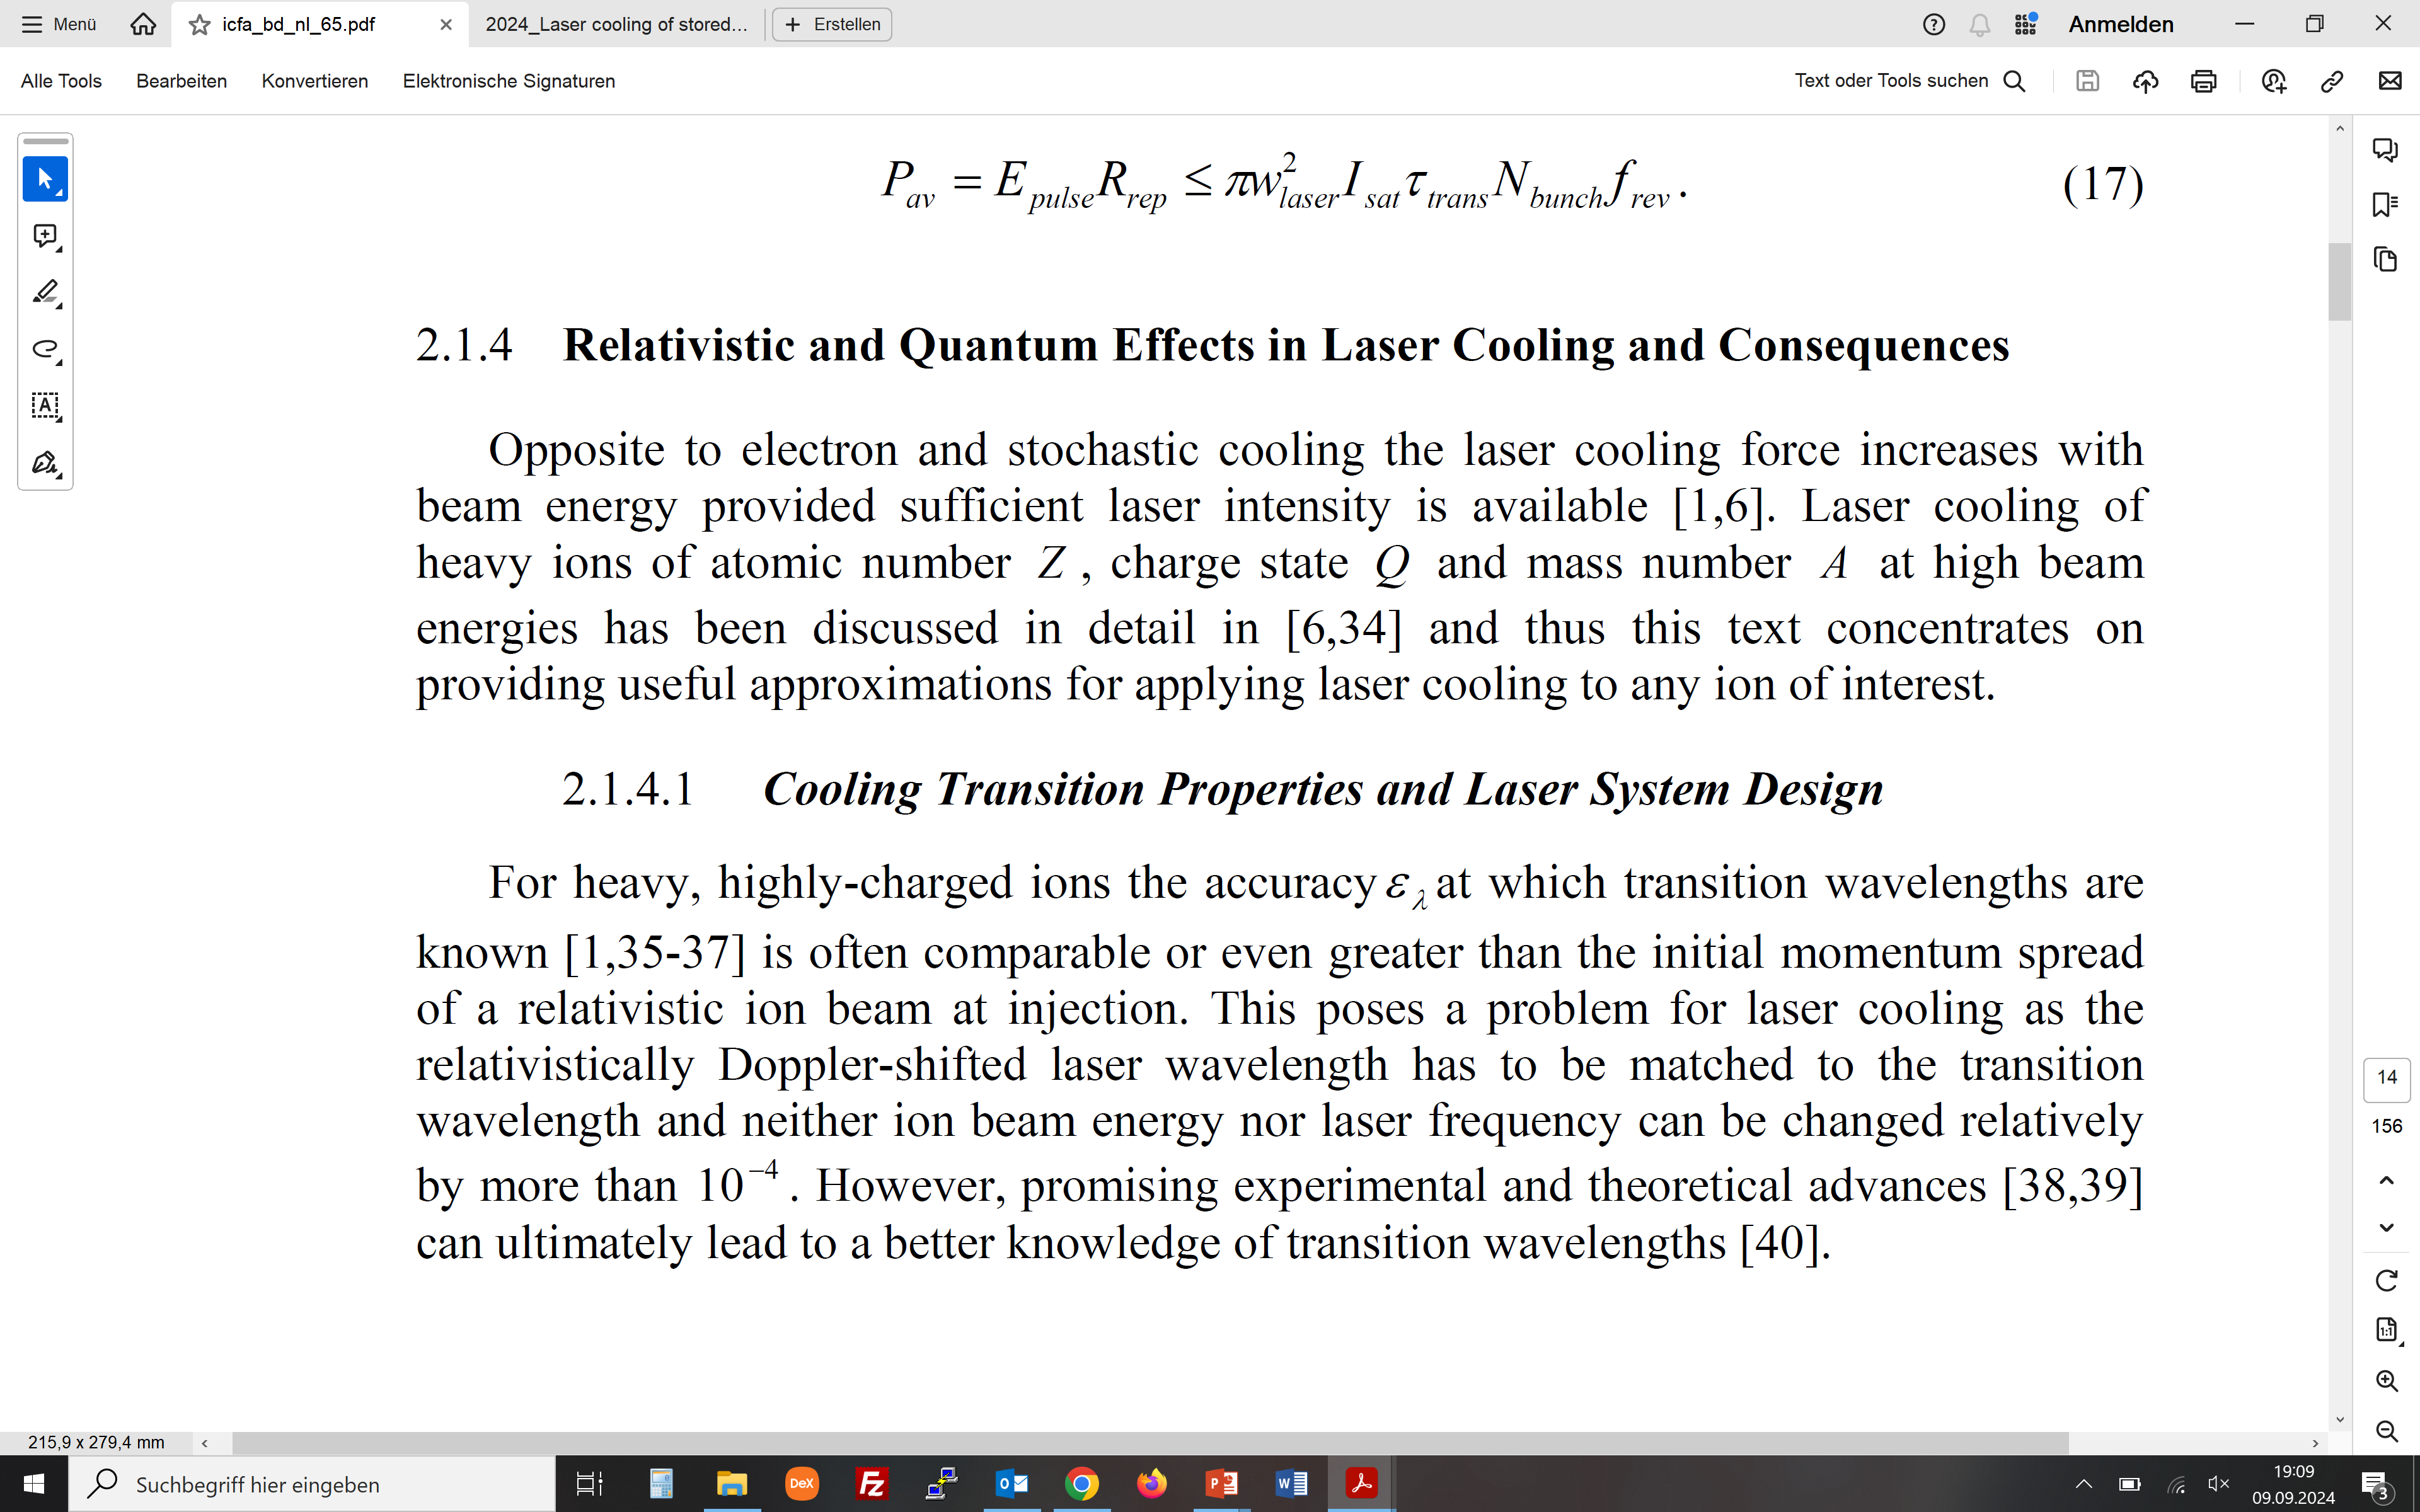 Menü
icfa_bd_nl_65.pdf
2024_Laser cooling of stored...
+ Erstellen
Anmelden
Alle Tools
Bearbeiten
Konvertieren
Elektronische Signaturen
Text oder Tools suchen
P_av = E_pulse R_rep ≤ πw²_laser I_sat τ_trans N_bunch f_rev . (17)
2.1.4 Relativistic and Quantum Effects in Laser Cooling and Consequences
Opposite to electron and stochastic cooling the laser cooling force increases with
beam energy provided sufficient laser intensity is available [1,6]. Laser cooling of
heavy ions of atomic number Z , charge state Q and mass number A at high beam
energies has been discussed in detail in [6,34] and thus this text concentrates on
providing useful approximations for applying laser cooling to any ion of interest.
2.1.4.1 Cooling Transition Properties and Laser System Design
For heavy, highly-charged ions the accuracy ε_λ at which transition wavelengths are
known [1,35-37] is often comparable or even greater than the initial momentum spread
of a relativistic ion beam at injection. This poses a problem for laser cooling as the
relativistically Doppler-shifted laser wavelength has to be matched to the transition
wavelength and neither ion beam energy nor laser frequency can be changed relatively
by more than 10⁻⁴ . However, promising experimental and theoretical advances [38,39]
can ultimately lead to a better knowledge of transition wavelengths [40].
14
156
1:1
215,9 x 279,4 mm
Suchbegriff hier eingeben
DeX
Fz
O
P
W
19:09
09.09.2024
3